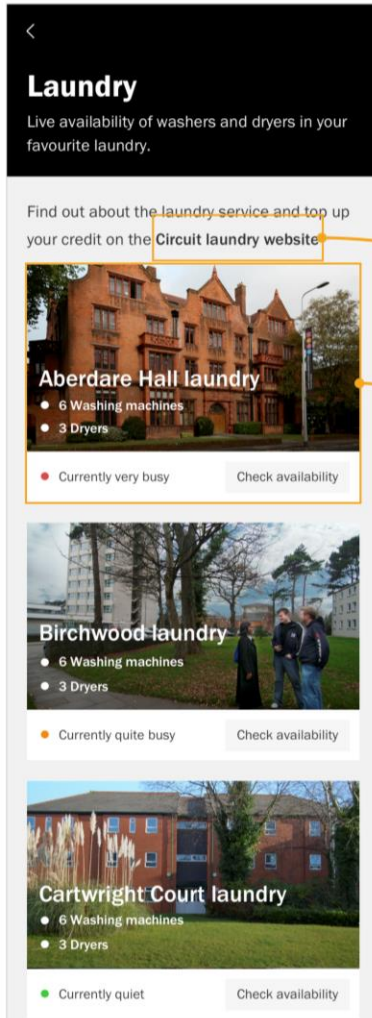 Laundry
Live availability of washers and dryers in your
favourite laundry.
Find out about the laundry service and top up
your credit on the Circuit laundry website
Aberdare Hall laundry
6 Washing machines
3 Dryers
Currently very busy
Check availability
Birchwood laundry
6 Washing machines
3 Dryers
Currently quite busy
Check availability
Cartwright Court laundry
6 Washing machines
3 Dryers
Currently quiet
Check availability